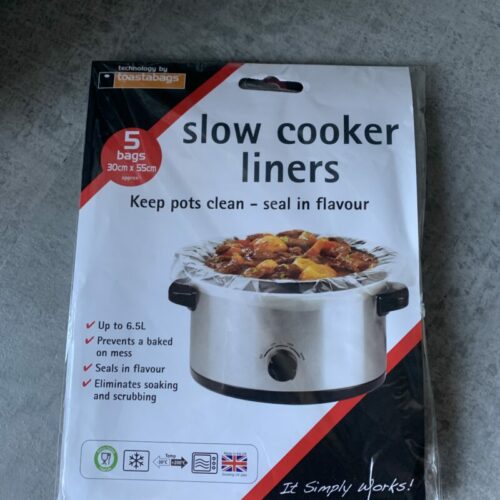 technology by
toastabags
5
bags
30cm x 55cm
approx
slow cooker
liners
Keep pots clean - seal in flavour
✔ Up to 6.5L
✔ Prevents a baked
on mess
✔ Seals in flavour
✔ Eliminates soaking
and scrubbing
Temp
It Simply Works!